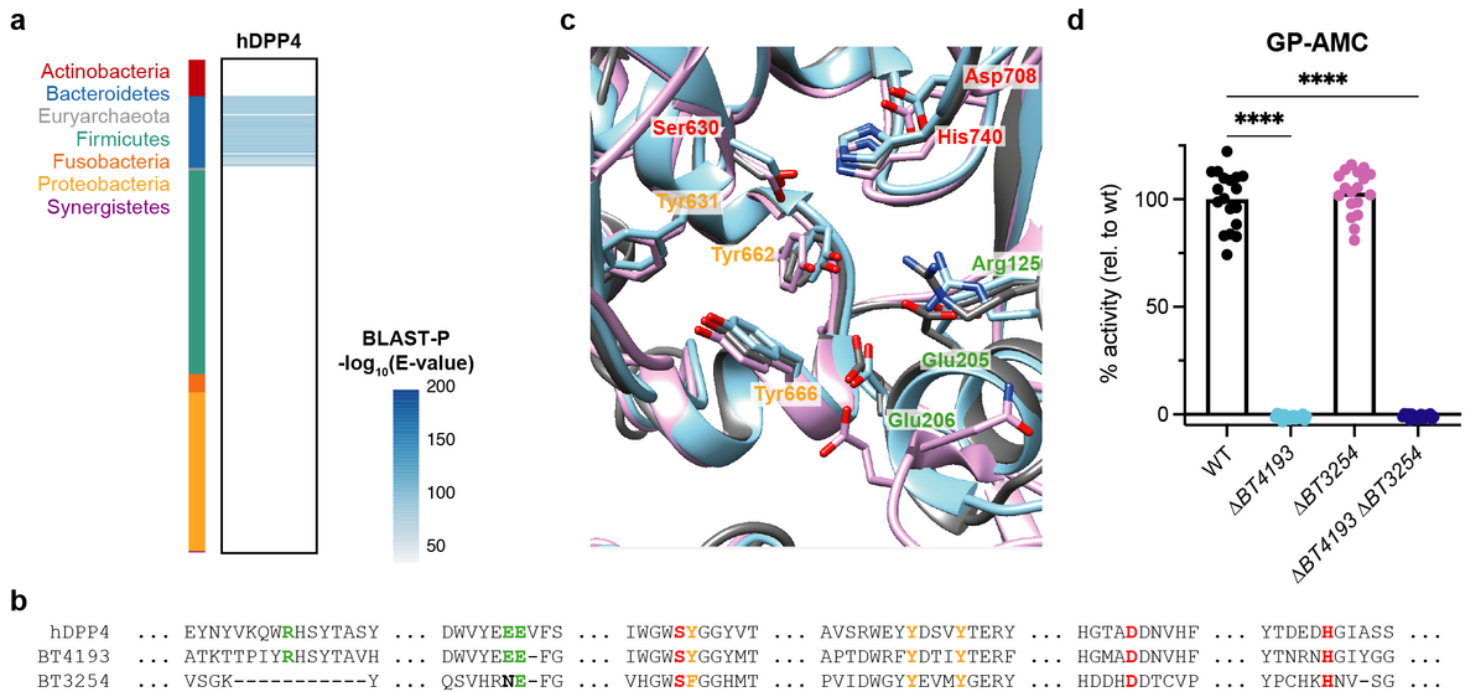 a
hDPP4
Actinobacteria
Bacteroidetes
Euryarchaeota
Firmicutes
Fusobacteria
Proteobacteria
Synergistetes
BLAST-P
-log10(E-value)
200
150
100
50
c
Asp708
Ser630
His740
Tyr631
Tyr662
Arg125
Glu205
Tyr666
Glu206
d
GP-AMC
****
****
% activity (rel. to wt)
100
50
0
WT
ΔBT4193
ΔBT3254
ΔBT4193 ΔBT3254
b
hDPP4 ... EYNYVKQWRHSYTASY ... DWVYEEEVFS ... IWGWSYGGYVT ... AVSRWEYYDSVYTERY ... HGTADDNVHF ... YTDEDHGIASS ...
BT4193 ... ATKTTPIYRHSYTAVH ... DWVYEEE-FG ... IWGWSYGGYMT ... APTDWRFYDTIYTERF ... HGMADDNVHF ... YTNRNHGIYGG ...
BT3254 ... VSGK-----------Y ... QSVHRNE-FG ... VHGWSFGGHMT ... PVIDWGYYEVMYGERY ... HDDHDDTCVP ... YPCHKHNV-SG ...